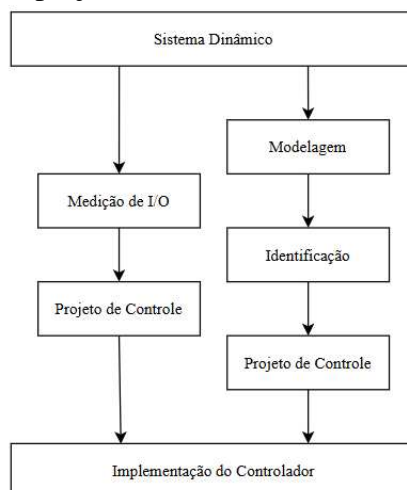 Sistema Dinâmico
Modelagem
Medição de I/O
Identificação
Projeto de Controle
Projeto de Controle
Implementação do Controlador